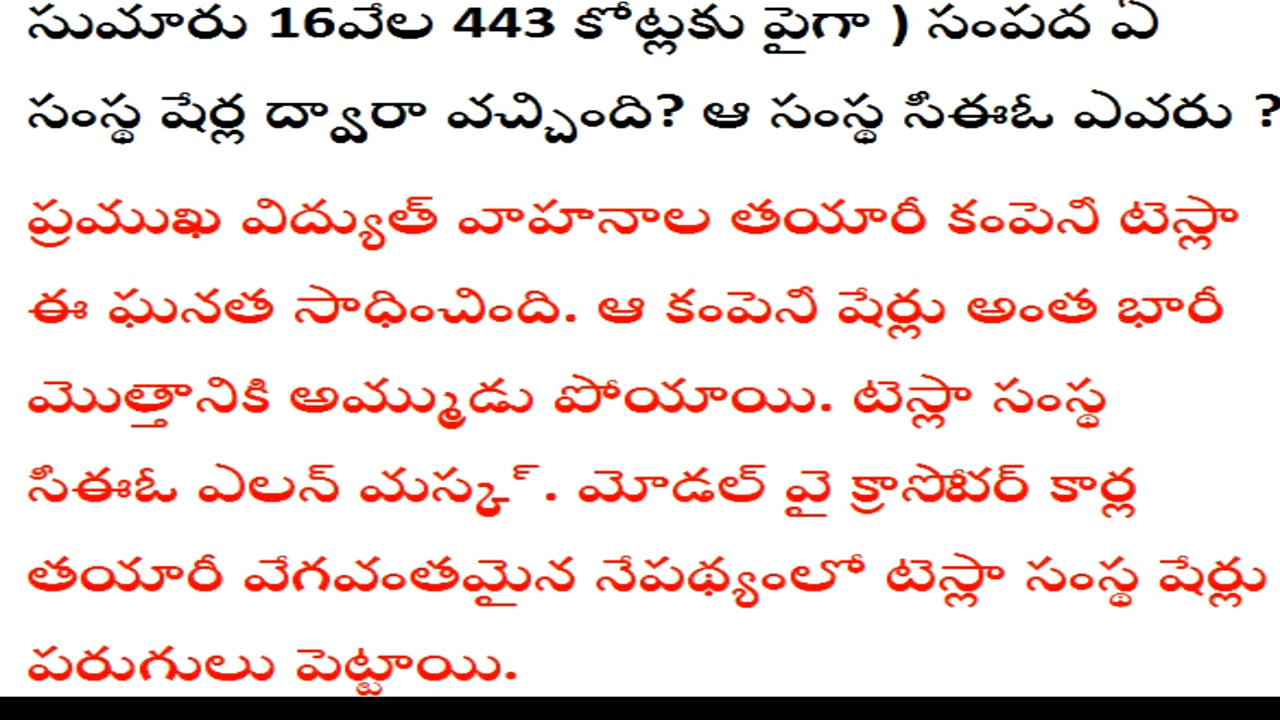 సుమారు 16వేల 443 కోట్లకు పైగా ) సంపద ఏ
సంస్థ షేర్ల ద్వారా వచ్చింది? ఆ సంస్థ సీఈఓ ఎవరు ?
ప్రముఖ విద్యుత్ వాహనాల తయారీ కంపెనీ టెస్లా
ఈ ఘనత సాధించింది. ఆ కంపెనీ షేర్లు అంత భారీ
మొత్తానికి అమ్ముడు పోయాయి. టెస్లా సంస్థ
సీఈఓ ఎలన్ మస్క్. మోడల్ వై క్రాసోవర్ కార్ల
తయారీ వేగవంతమైన నేపథ్యంలో టెస్లా సంస్థ షేర్లు
పరుగులు పెట్టాయి.